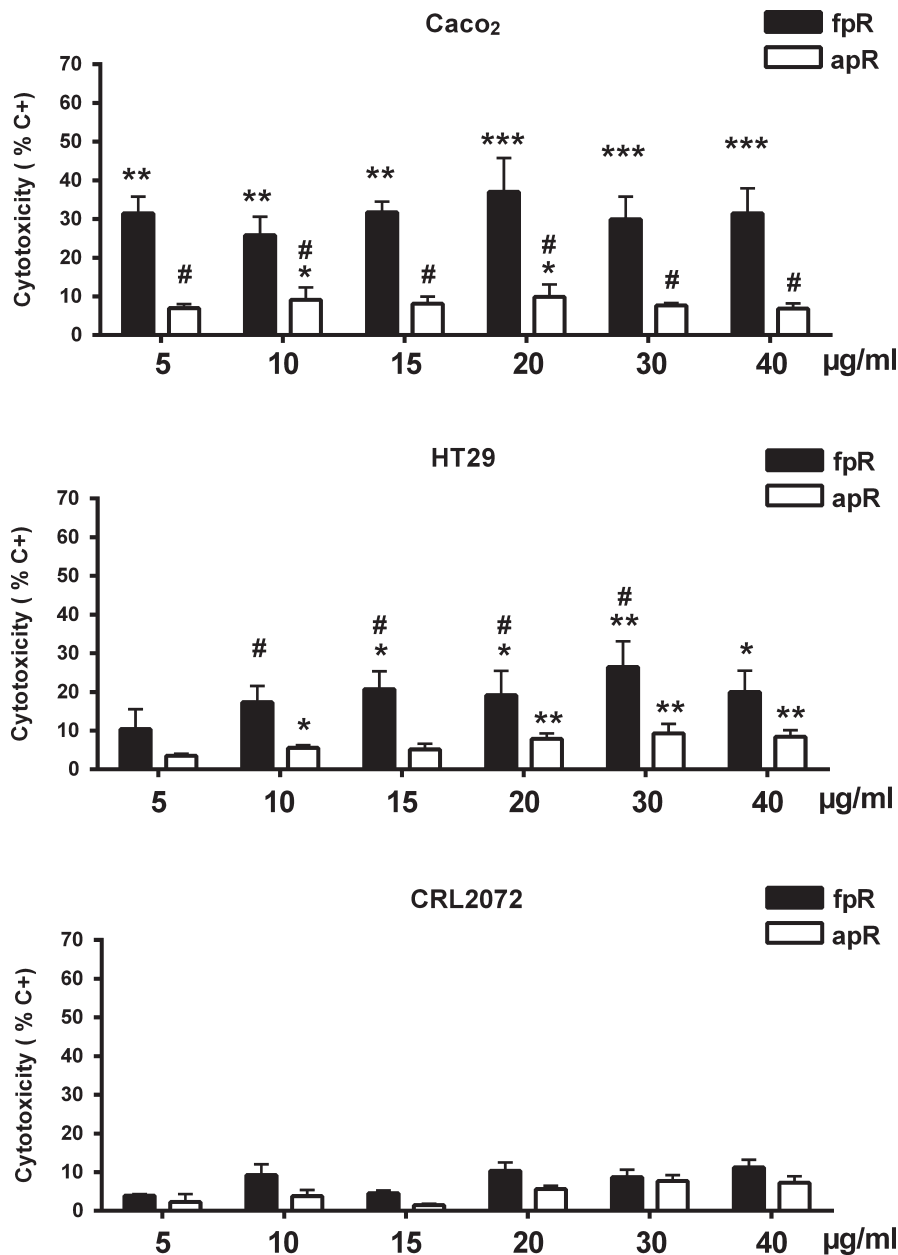 Caco₂
fpR
apR
Cytotoxicity ( % C+)
70
60
50
40
30
20
10
0
** ** ** *** *** ***
# # * # # * # #
5 10 15 20 30 40 µg/ml
HT29
fpR
apR
Cytotoxicity ( % C+)
70
60
50
40
30
20
10
0
# # # #
* * ** *
* ** ** **
5 10 15 20 30 40 µg/ml
CRL2072
fpR
apR
Cytotoxicity ( % C+)
70
60
50
40
30
20
10
0
5 10 15 20 30 40 µg/ml